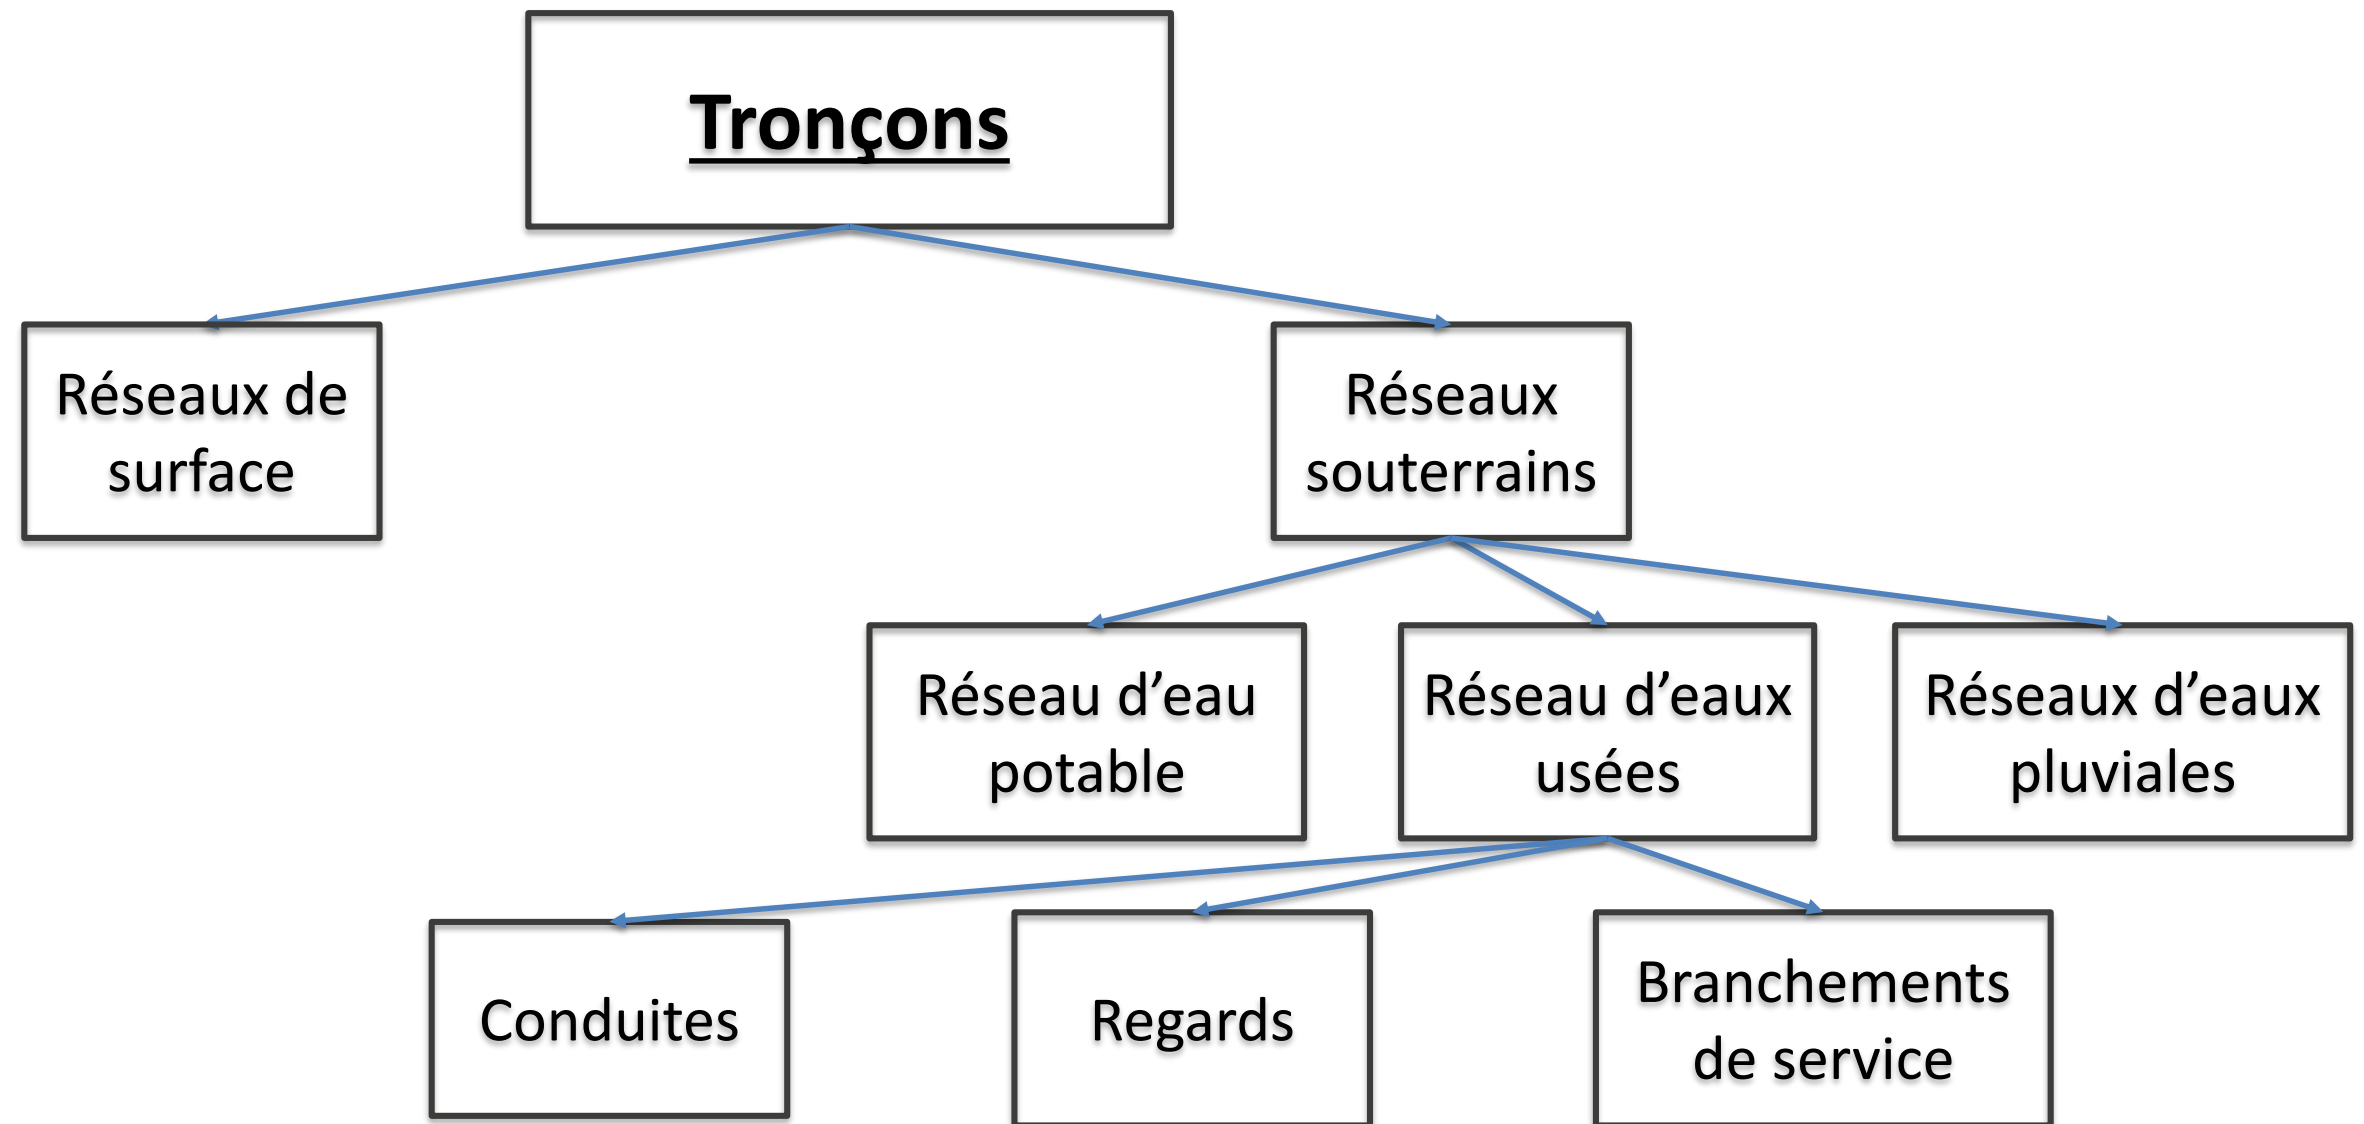 Tronçons
Réseaux de
surface
Réseaux
souterrains
Réseau d’eau
potable
Réseau d’eaux
usées
Réseaux d’eaux
pluviales
Conduites
Regards
Branchements
de service